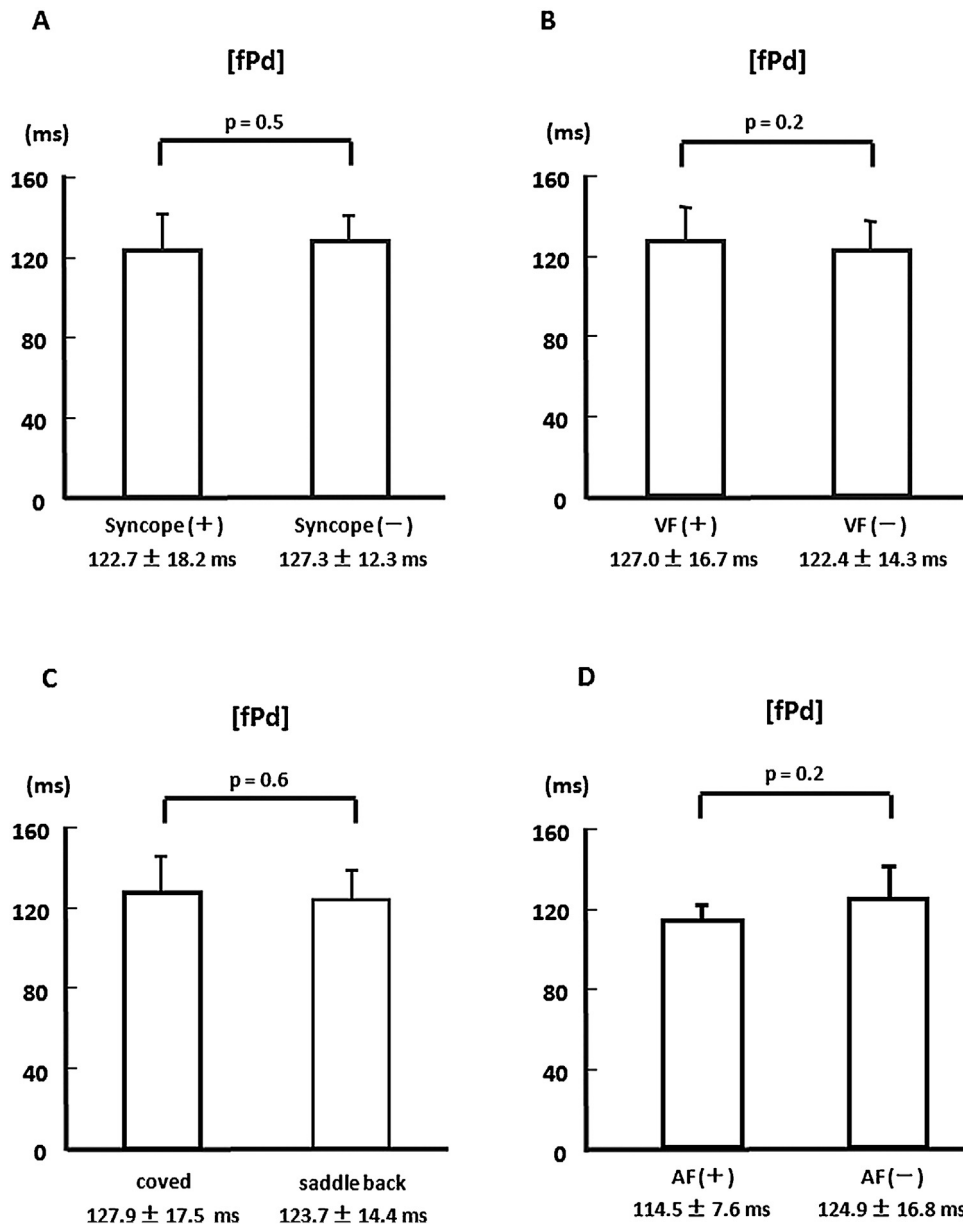 A
[fPd]
(ms)
p = 0.5
160
120
80
40
0
Syncope (+) Syncope (−)
122.7 ± 18.2 ms 127.3 ± 12.3 ms
B
[fPd]
(ms)
p = 0.2
160
120
80
40
0
VF (+) VF (−)
127.0 ± 16.7 ms 122.4 ± 14.3 ms
C
[fPd]
(ms)
p = 0.6
160
120
80
40
0
coved saddle back
127.9 ± 17.5 ms 123.7 ± 14.4 ms
D
[fPd]
(ms)
p = 0.2
160
120
80
40
0
AF (+) AF (−)
114.5 ± 7.6 ms 124.9 ± 16.8 ms